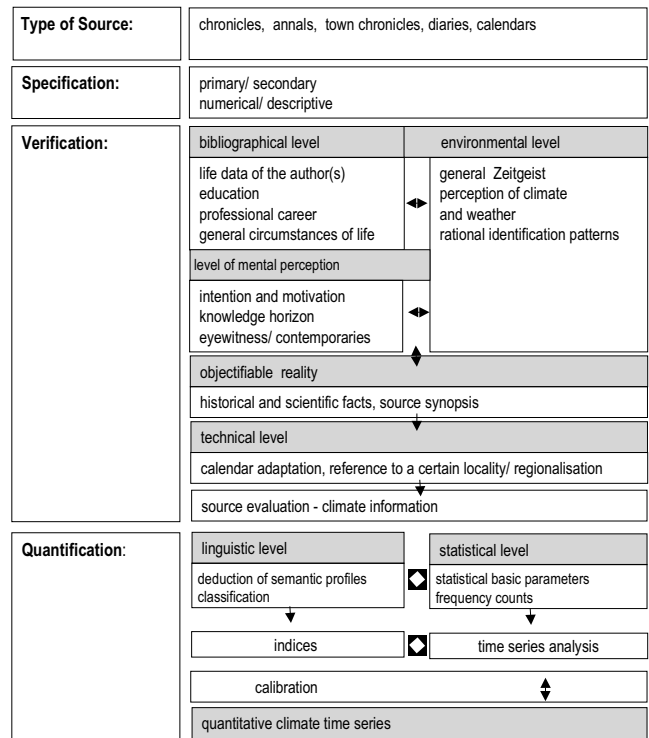 Type of Source:
chronicles, annals, town chronicles, diaries, calendars
Specification:
primary/ secondary
numerical/ descriptive
Verification:
bibliographical level
environmental level
life data of the author(s)
education
professional career
general circumstances of life
general Zeitgeist
perception of climate
and weather
rational identification patterns
level of mental perception
intention and motivation
knowledge horizon
eyewitness/ contemporaries
objectifiable reality
historical and scientific facts, source synopsis
technical level
calendar adaptation, reference to a certain locality/ regionalisation
source evaluation - climate information
Quantification:
linguistic level
statistical level
deduction of semantic profiles
classification
statistical basic parameters
frequency counts
indices
time series analysis
calibration
quantitative climate time series